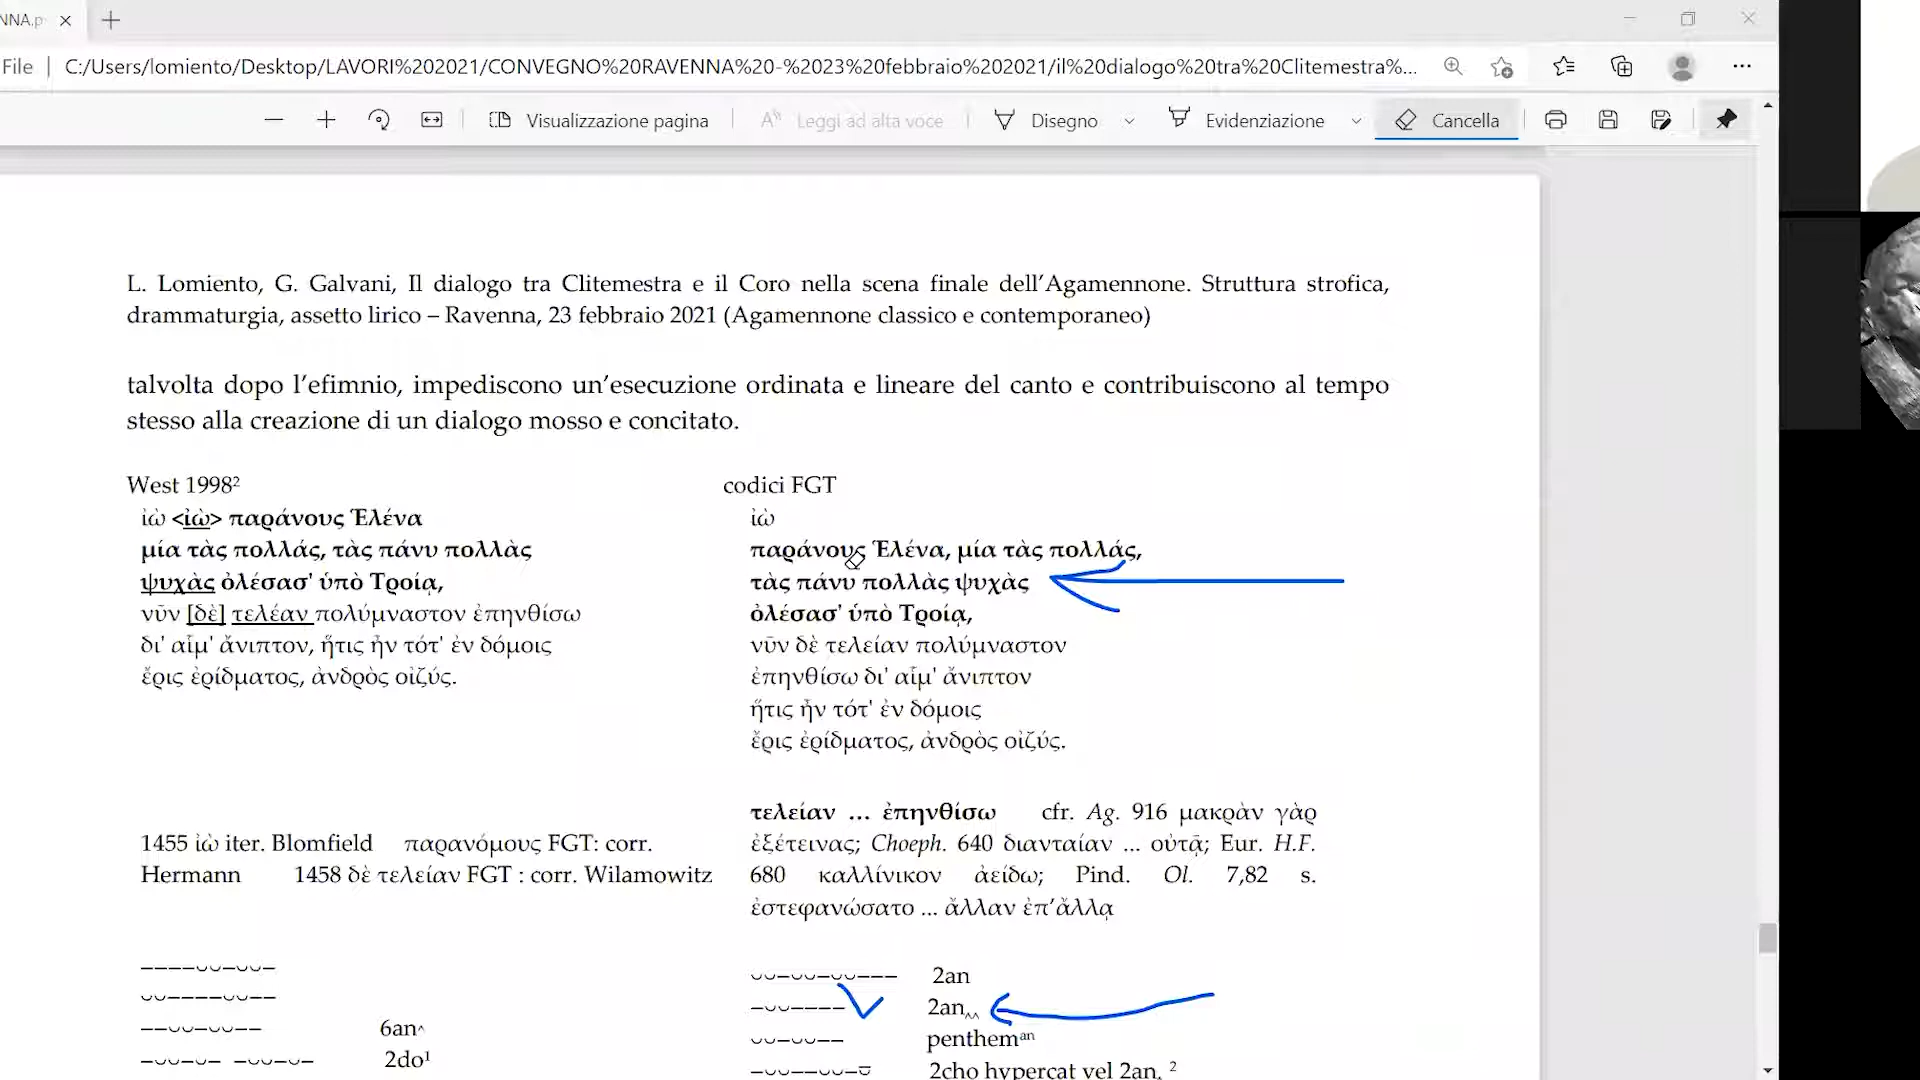 NNA.p
File
C:/Users/lomiento/Desktop/LAVORI%202021/CONVEGNO%20RAVENNA%20-%2023%20febbraio%202021/il%20dialogo%20tra%20Clitemestra%...
Visualizzazione pagina
Leggi ad alta voce
Disegno
Evidenziazione
Cancella
L. Lomiento, G. Galvani, Il dialogo tra Clitemestra e il Coro nella scena finale dell'Agamennone. Struttura strofica,
drammaturgia, assetto lirico – Ravenna, 23 febbraio 2021 (Agamennone classico e contemporaneo)
talvolta dopo l'efimnio, impediscono un'esecuzione ordinata e lineare del canto e contribuiscono al tempo
stesso alla creazione di un dialogo mosso e concitato.
West 1998²
ἰὼ <ἰὼ> παράνους Ἑλένα
μία τὰς πολλάς, τὰς πάνυ πολλὰς
ψυχὰς ὀλέσασ' ὑπὸ Τροίᾳ,
νῦν [δὲ] τελέαν πολύμναστον ἐπηνθίσω
δι' αἷμ' ἄνιπτον, ἥτις ἦν τότ' ἐν δόμοις
ἔρις ἐρίδματος, ἀνδρὸς οἰζύς.
1455 ἰὼ iter. Blomfield παρανόμους FGT: corr.
Hermann 1458 δὲ τελείαν FGT : corr. Wilamowitz
‒‒‒‒⏑⏑‒⏑⏑‒
⏑⏑‒‒‒‒⏑⏑‒‒
‒‒⏑⏑‒⏑⏑‒‒ 6an^
‒⏑‒⏑‒ ‒⏑⏑‒⏑‒ 2do¹
codici FGT
ἰὼ
παράνους Ἑλένα, μία τὰς πολλάς,
τὰς πάνυ πολλὰς ψυχὰς
ὀλέσασ' ὑπὸ Τροίᾳ,
νῦν δὲ τελείαν πολύμναστον
ἐπηνθίσω δι' αἷμ' ἄνιπτον
ἥτις ἦν τότ' ἐν δόμοις
ἔρις ἐρίδματος, ἀνδρὸς οἰζύς.
τελείαν … ἐπηνθίσω cfr. Ag. 916 μακρὰν γὰρ
ἐξέτεινας; Choeph. 640 διανταίαν ... οὐτᾷ; Eur. H.F.
680 καλλίνικον ἀείδω; Pind. Ol. 7,82 s.
ἐστεφανώσατο ... ἄλλαν ἐπ'ἄλλᾳ
⏑⏑‒⏑⏑‒⏑⏑‒‒‒ 2an
‒⏑⏑‒‒‒‒ 2an^^
⏑⏑‒⏑⏑‒‒ penthemᵃⁿ
2cho hypercat vel 2an^ ²